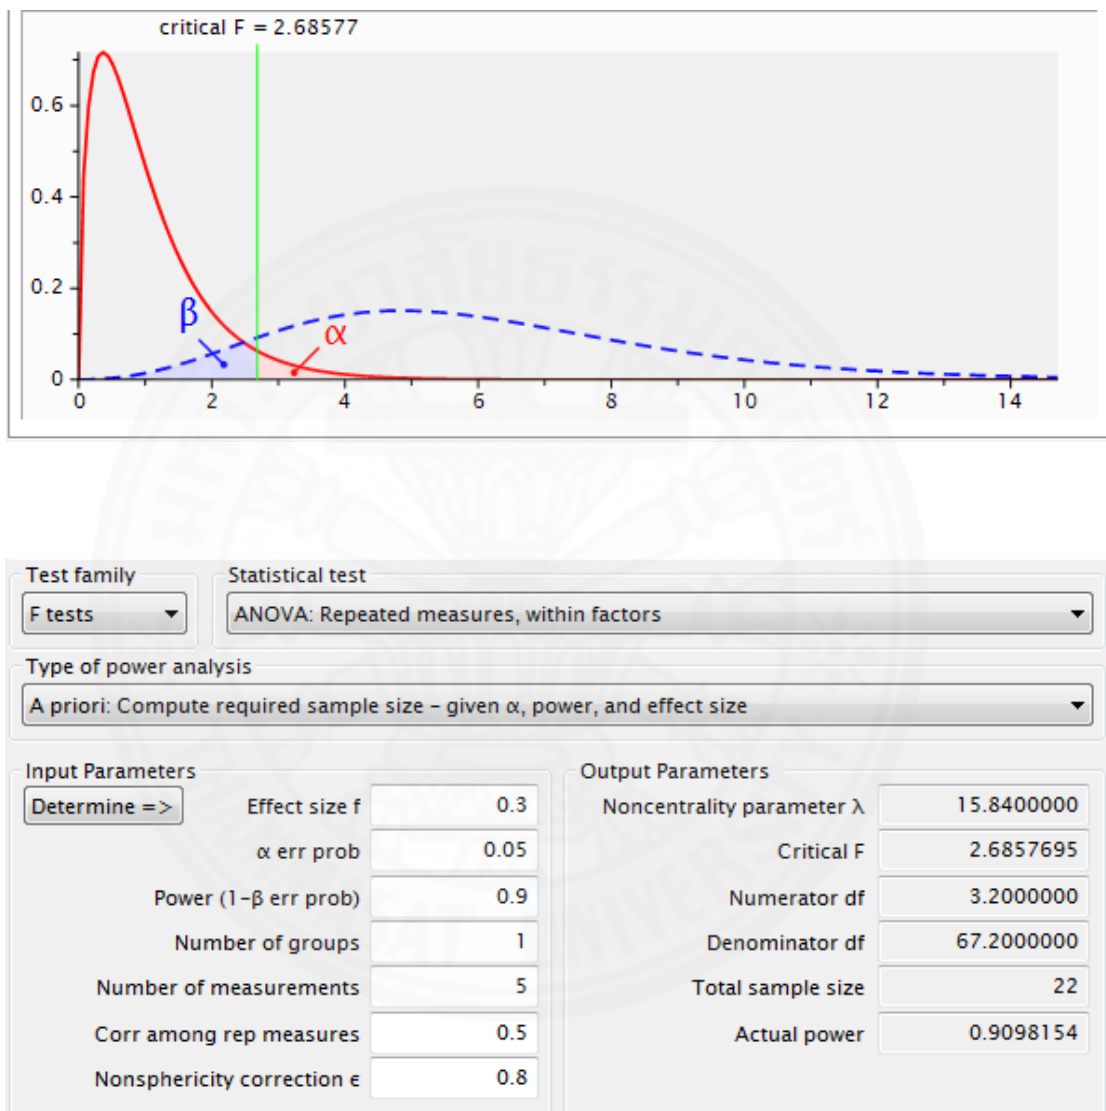 critical F = 2.68577
0.6
0.4
0.2
0
β
α
0 2 4 6 8 10 12 14
Test family
Statistical test
F tests
ANOVA: Repeated measures, within factors
Type of power analysis
A priori: Compute required sample size – given α, power, and effect size
Input Parameters
Output Parameters
Determine =>
Effect size f 0.3
Noncentrality parameter λ 15.8400000
α err prob 0.05
Critical F 2.6857695
Power (1-β err prob) 0.9
Numerator df 3.2000000
Number of groups 1
Denominator df 67.2000000
Number of measurements 5
Total sample size 22
Corr among rep measures 0.5
Actual power 0.9098154
Nonsphericity correction ϵ 0.8